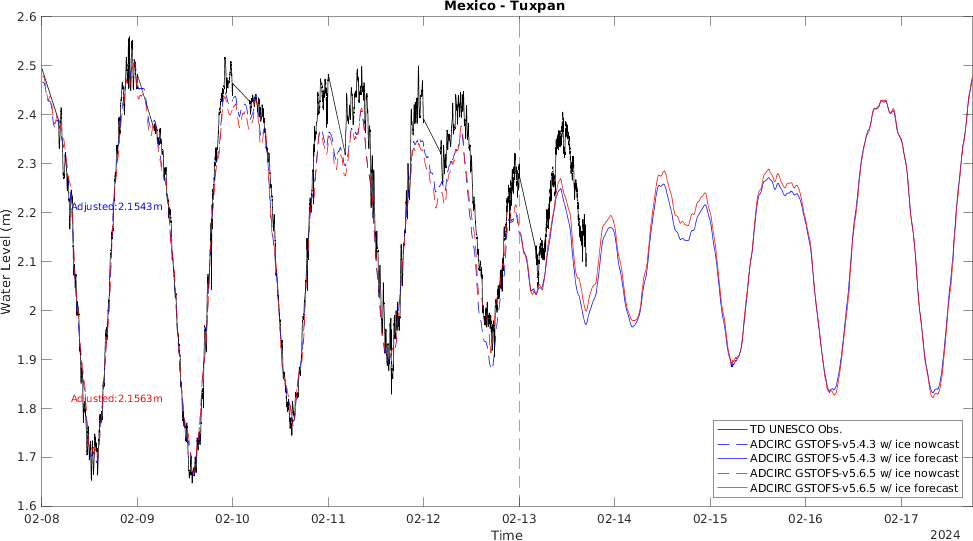 Mexico - Tuxpan
2.6
2.5
2.4
2.3
2.2
2.1
2
1.9
1.8
1.7
1.6
Water Level (m)
Adjusted:2.1543m
Adjusted:2.1563m
TD UNESCO Obs.
ADCIRC GSTOFS-v5.4.3 w/ ice nowcast
ADCIRC GSTOFS-v5.4.3 w/ ice forecast
ADCIRC GSTOFS-v5.6.5 w/ ice nowcast
ADCIRC GSTOFS-v5.6.5 w/ ice forecast
02-08 02-09 02-10 02-11 02-12 02-13 02-14 02-15 02-16 02-17
Time
2024